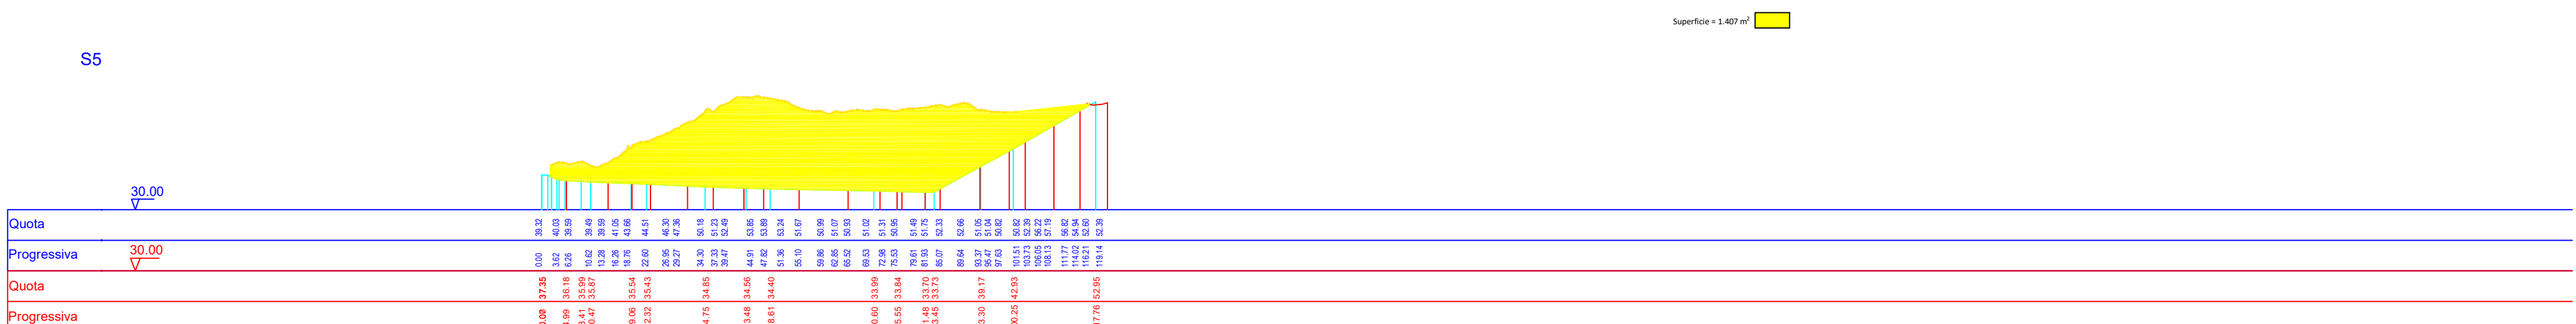 Superficie = 1.407 m²
S5
30.00
Quota 39.32 40.03 39.59 39.49 39.59 41.05 43.66 44.51 46.30 47.36 50.18 51.23 52.49 53.85 53.89 53.24 51.67 50.99 51.07 50.93 51.02 51.31 50.95 51.49 51.75 52.33 52.66 51.05 51.04 50.82 50.82 52.39 56.22 57.19 56.82 54.94 52.60 52.39
Progressiva 0.00 3.62 6.26 10.62 13.28 16.26 18.76 22.60 26.95 29.27 34.30 37.33 39.47 44.91 47.82 51.36 55.10 59.86 62.85 65.52 69.53 72.98 75.53 79.61 81.93 85.07 89.64 93.37 95.47 97.63 101.51 103.73 106.05 108.13 111.77 114.02 116.21 119.14
30.00
Quota 37.35 36.18 35.99 35.87 35.54 35.43 34.85 34.56 34.40 33.99 33.84 33.70 33.73 39.17 42.93 52.95
Progressiva